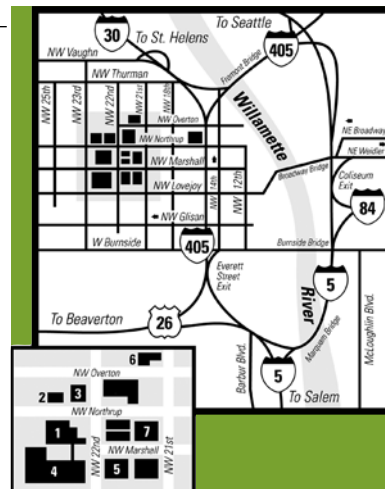 To Seattle
30
To St. Helens
405
NW Vaughn
Fremont Bridge
NW Thurman
NW 25th
NW 23rd
NW 22nd
NW 21st
NW 18th
Willamette
NW Overton
NE Broadway
NW Northrup
NE Weidler
NW Marshall
Broadway Bridge
Coliseum
Exit
NW Lovejoy
NW 14th
NW 12th
84
NW Glisan
405
W Burnside
Burnside Bridge
Everett
Street
Exit
5
River
To Beaverton
26
Marquam Bridge
McLoughlin Blvd.
Barbur Blvd.
5
To Salem
6
NW Overton
2
3
NW Northrup
1
7
NW 22nd
NW Marshall
NW 21st
4
5